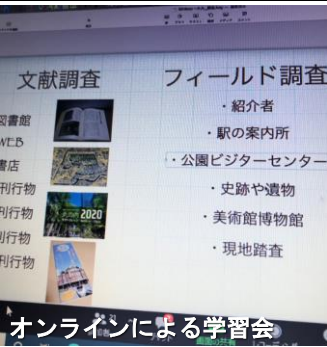 文献調査
図書館
WEB
書店
刊行物
刊行物
刊行物
刊行物
2020
フィールド調査
・紹介者
・駅の案内所
・公園ビジターセンター
・史跡や遺物
・美術館博物館
・現地踏査
31
オンラインによる学習会